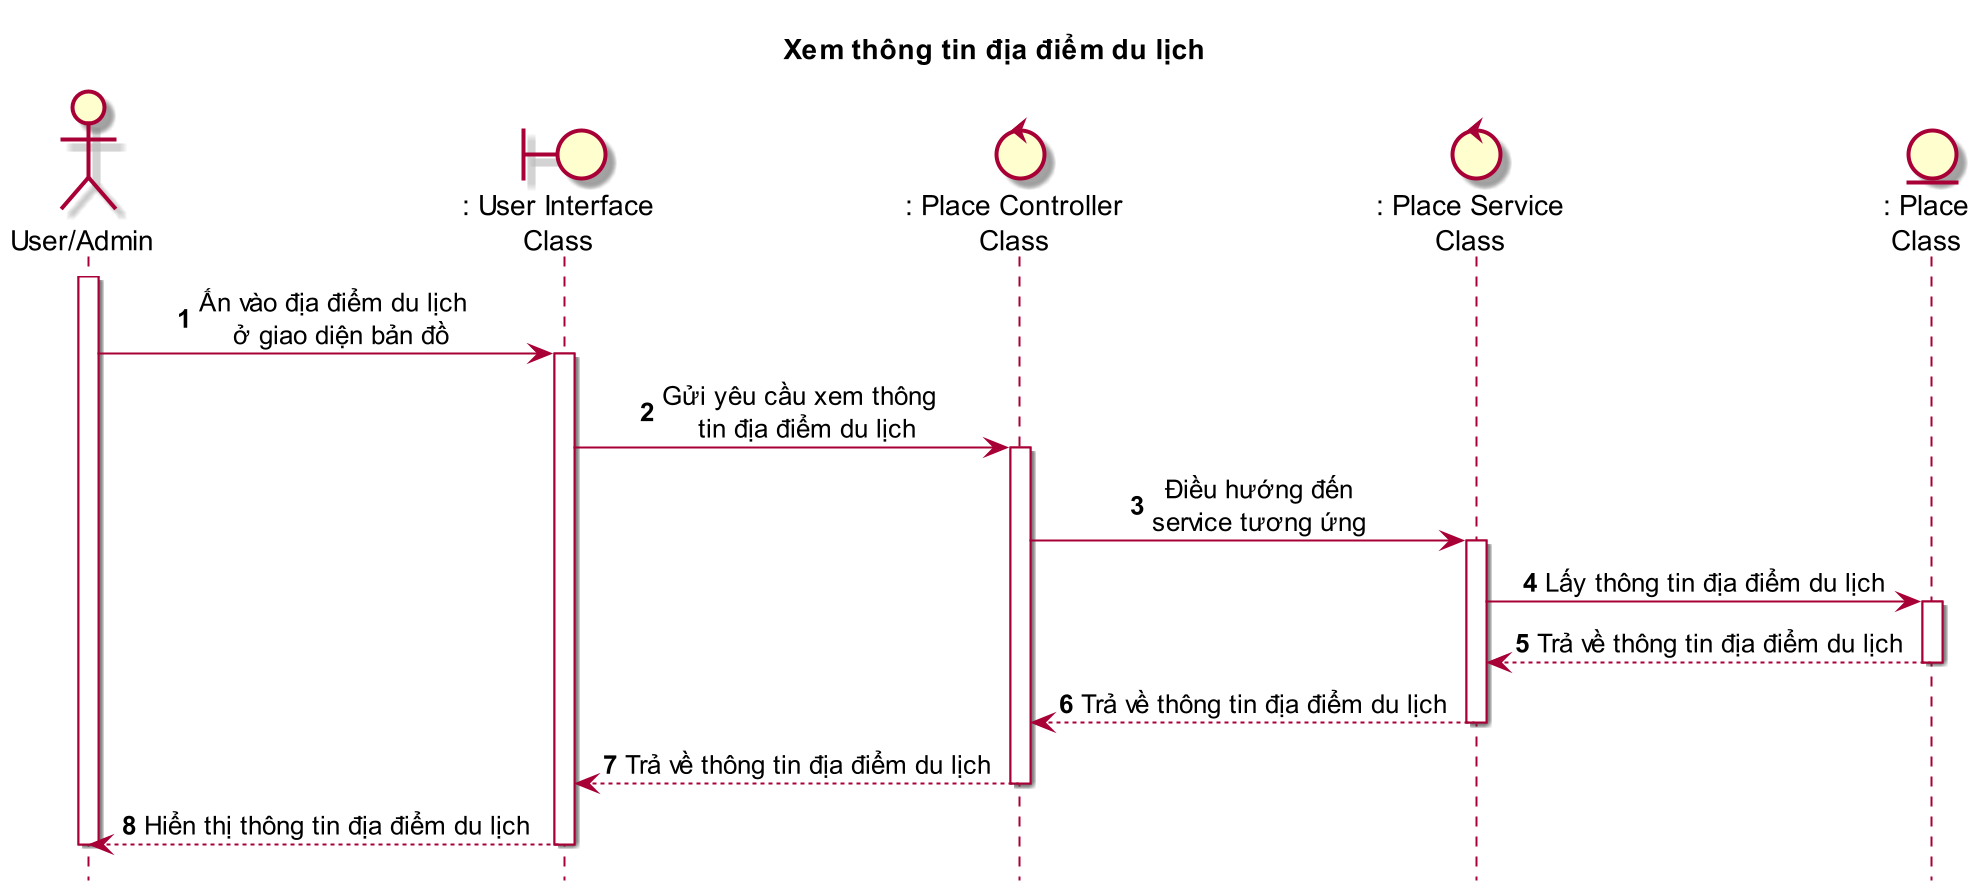 Xem thông tin địa điểm du lịch
User/Admin
: User Interface
Class
: Place Controller
Class
: Place Service
Class
: Place
Class
1 Ấn vào địa điểm du lịch
ở giao diện bản đồ
2 Gửi yêu cầu xem thông
tin địa điểm du lịch
3 Điều hướng đến
service tương ứng
4 Lấy thông tin địa điểm du lịch
5 Trả về thông tin địa điểm du lịch
6 Trả về thông tin địa điểm du lịch
7 Trả về thông tin địa điểm du lịch
8 Hiển thị thông tin địa điểm du lịch